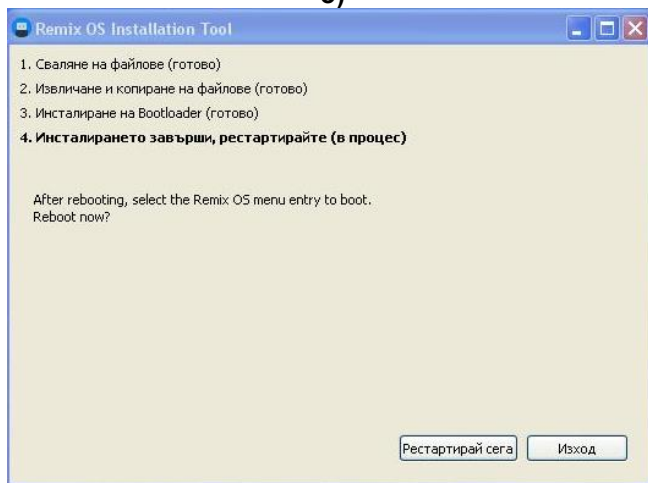 Remix OS Installation Tool
1. Сваляне на файлове (готово)
2. Извличане и копиране на файлове (готово)
3. Инсталиране на Bootloader (готово)
4. Инсталирането завърши, рестартирайте (в процес)
After rebooting, select the Remix OS menu entry to boot.
Reboot now?
Рестартирай сега Изход